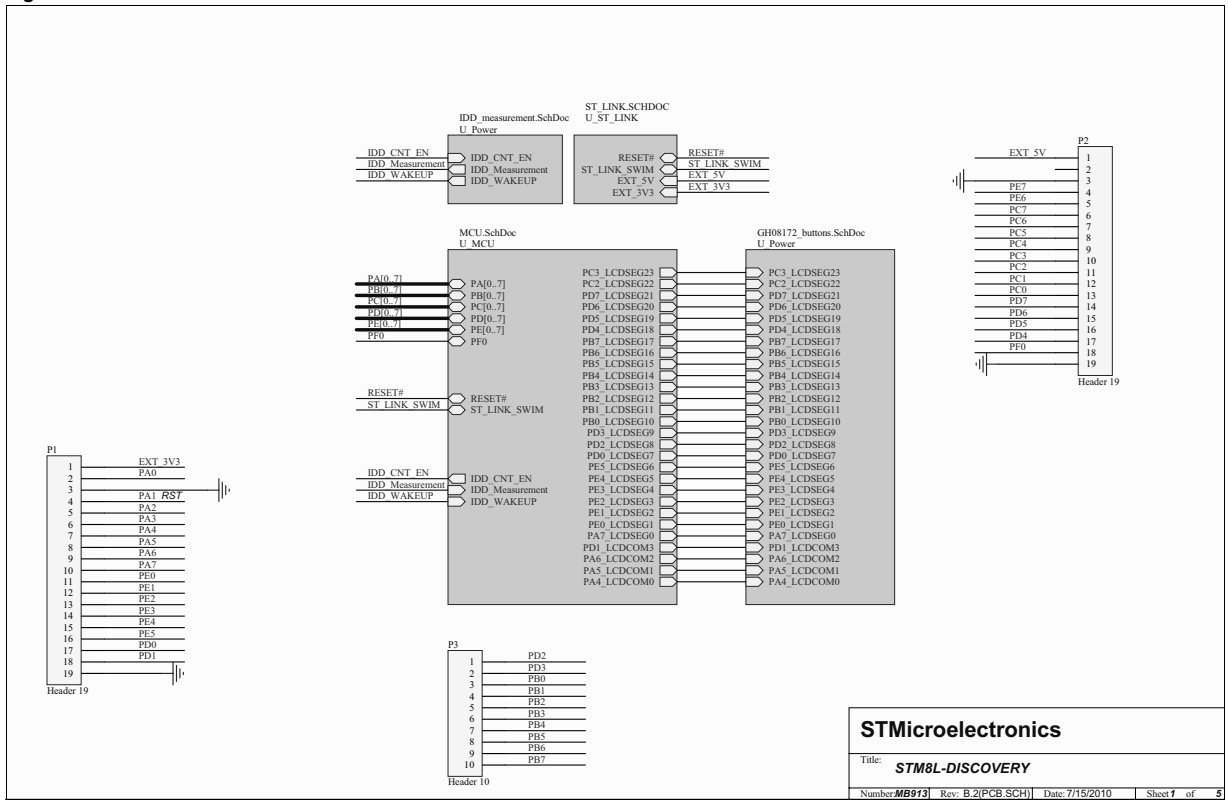 IDD_measurement.SchDoc
U_Power
IDD_CNT_EN
IDD_Measurement
IDD_WAKEUP
IDD_CNT_EN
IDD_Measurement
IDD_WAKEUP
ST_LINK.SCHDOC
U_ST_LINK
RESET#
ST_LINK_SWIM
EXT_5V
EXT_3V3
RESET#
ST_LINK_SWIM
EXT_5V
EXT_3V3
MCU.SchDoc
U_MCU
PA[0..7]
PB[0..7]
PC[0..7]
PD[0..7]
PE[0..7]
PF0
PA[0..7]
PB[0..7]
PC[0..7]
PD[0..7]
PE[0..7]
PF0
RESET#
ST_LINK_SWIM
RESET#
ST_LINK_SWIM
IDD_CNT_EN
IDD_Measurement
IDD_WAKEUP
IDD_CNT_EN
IDD_Measurement
IDD_WAKEUP
PC3_LCDSEG23
PC2_LCDSEG22
PD7_LCDSEG21
PD6_LCDSEG20
PD5_LCDSEG19
PD4_LCDSEG18
PB7_LCDSEG17
PB6_LCDSEG16
PB5_LCDSEG15
PB4_LCDSEG14
PB3_LCDSEG13
PB2_LCDSEG12
PB1_LCDSEG11
PB0_LCDSEG10
PD3_LCDSEG9
PD2_LCDSEG8
PD0_LCDSEG7
PE5_LCDSEG6
PE4_LCDSEG5
PE3_LCDSEG4
PE2_LCDSEG3
PE1_LCDSEG2
PE0_LCDSEG1
PA7_LCDSEG0
PD1_LCDCOM3
PA6_LCDCOM2
PA5_LCDCOM1
PA4_LCDCOM0
GH08172_buttons.SchDoc
U_Power
PC3_LCDSEG23
PC2_LCDSEG22
PD7_LCDSEG21
PD6_LCDSEG20
PD5_LCDSEG19
PD4_LCDSEG18
PB7_LCDSEG17
PB6_LCDSEG16
PB5_LCDSEG15
PB4_LCDSEG14
PB3_LCDSEG13
PB2_LCDSEG12
PB1_LCDSEG11
PB0_LCDSEG10
PD3_LCDSEG9
PD2_LCDSEG8
PD0_LCDSEG7
PE5_LCDSEG6
PE4_LCDSEG5
PE3_LCDSEG4
PE2_LCDSEG3
PE1_LCDSEG2
PE0_LCDSEG1
PA7_LCDSEG0
PD1_LCDCOM3
PA6_LCDCOM2
PA5_LCDCOM1
PA4_LCDCOM0
P2
EXT_5V 1
2
3
PE7 4
PE6 5
PC7 6
PC6 7
PC5 8
PC4 9
PC3 10
PC2 11
PC1 12
PC0 13
PD7 14
PD6 15
PD5 16
PD4 17
PF0 18
19
Header 19
P1
1 EXT_3V3
2 PA0
3
4 PA1 RST
5 PA2
6 PA3
7 PA4
8 PA5
9 PA6
10 PA7
11 PE0
12 PE1
13 PE2
14 PE3
15 PE4
16 PE5
17 PD0
18 PD1
19
Header 19
P3
1 PD2
2 PD3
3 PB0
4 PB1
5 PB2
6 PB3
7 PB4
8 PB5
9 PB6
10 PB7
Header 10
STMicroelectronics
Title:
STM8L-DISCOVERY
Number:MB913 Rev: B.2(PCB.SCH) Date:7/15/2010 Sheet 1 of 5